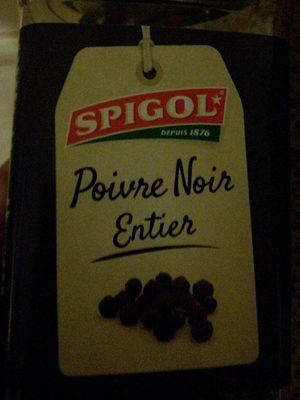 SPIGOL
DEPUIS 1876
Poivre Noir
Entier